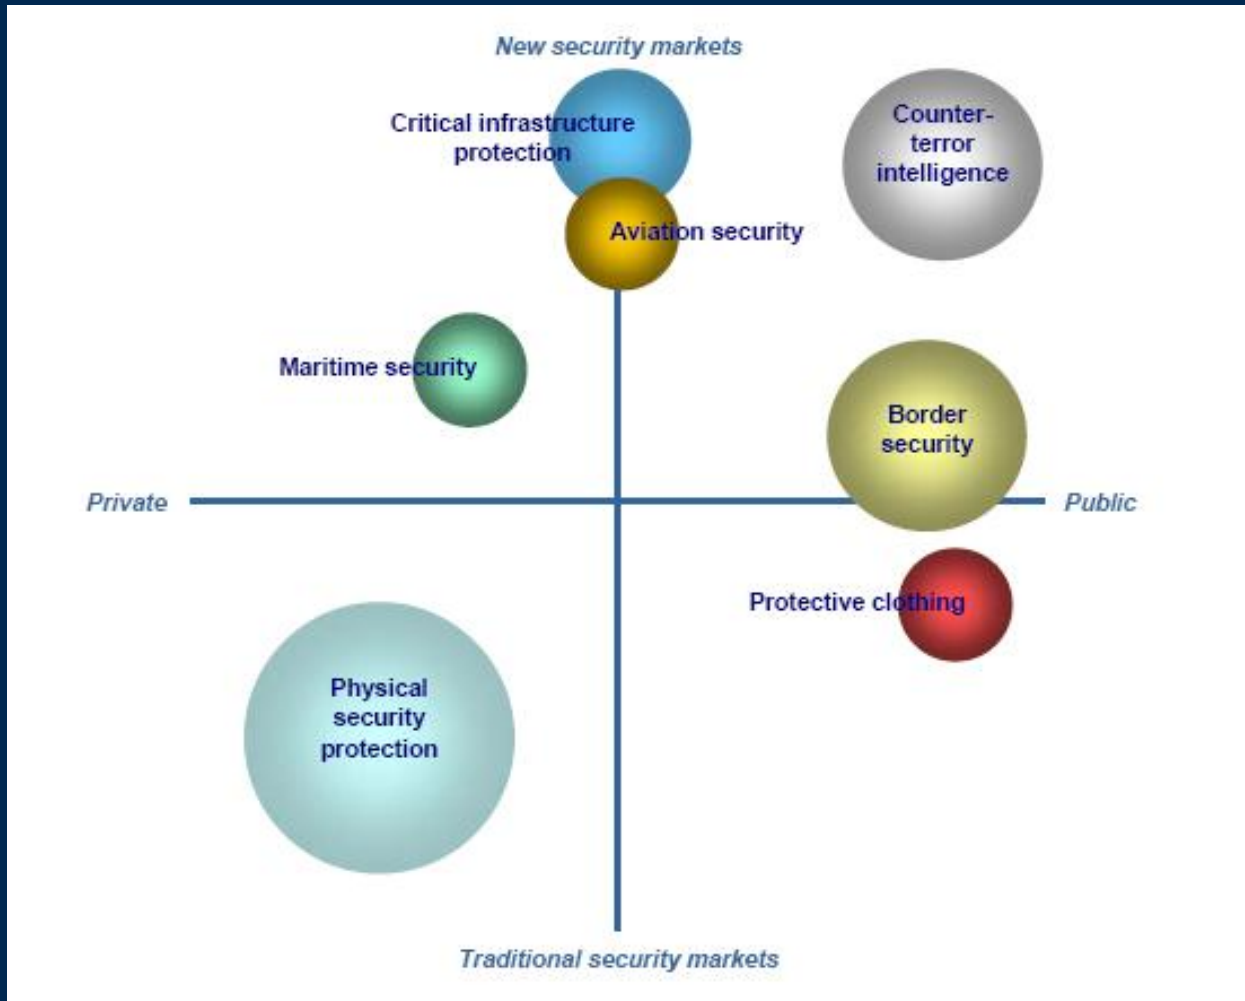 New security markets
Critical infrastructure
protection
Counter-
terror
intelligence
Aviation security
Maritime security
Border
security
Private
Public
Protective clothing
Physical
security
protection
Traditional security markets